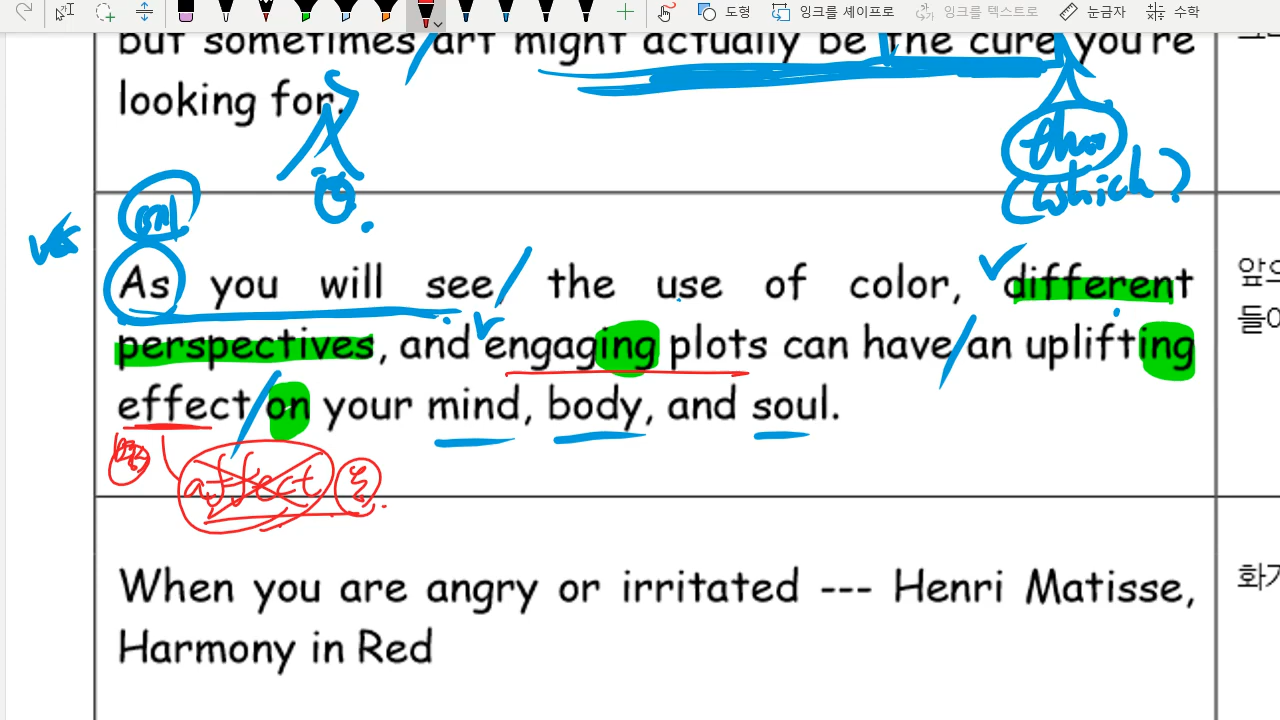 도형 잉크를 셰이프로 잉크를 텍스트로 눈금자 수학
but sometimes art might actually be the cure you're
looking for.
(which?
As you will see the use of color, different
perspectives, and engaging plots can have an uplifting
effect on your mind, body, and soul.
affect
When you are angry or irritated --- Henri Matisse,
Harmony in Red